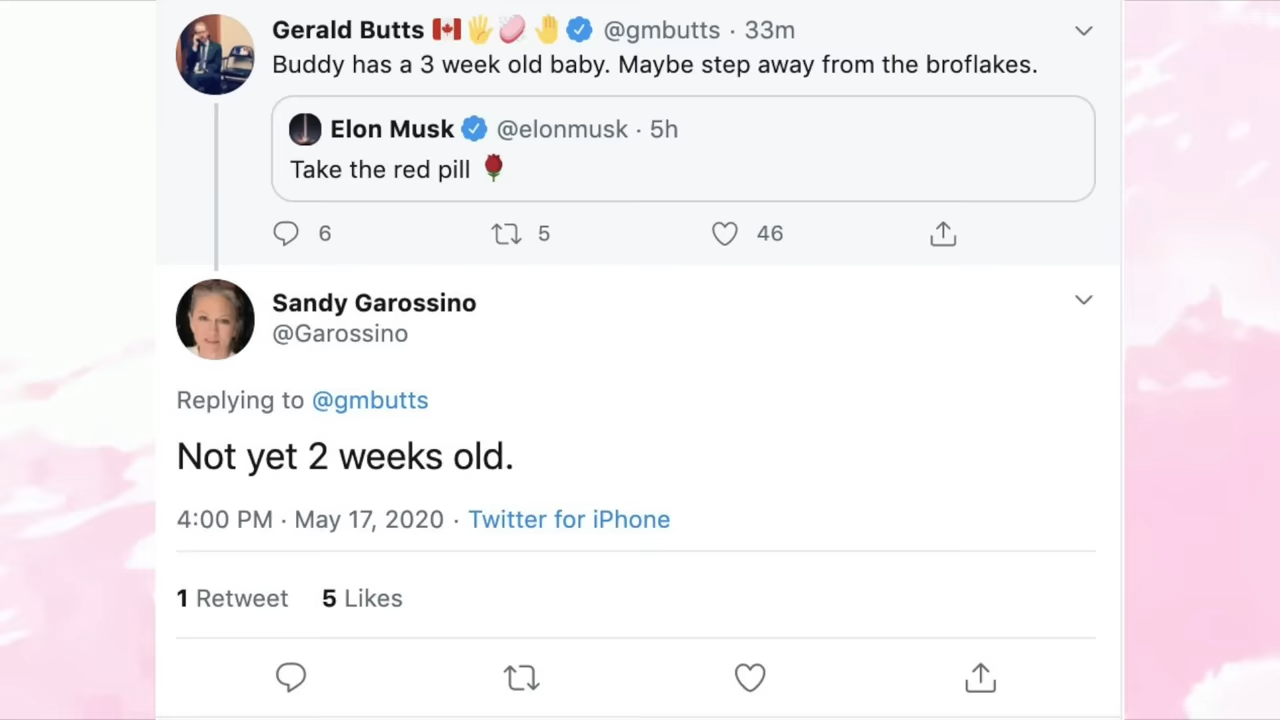 Gerald Butts 🇨🇦🖐🧼🤚 @gmbutts · 33m
Buddy has a 3 week old baby. Maybe step away from the broflakes.
Elon Musk @elonmusk · 5h
Take the red pill 🌹
6 5 46
Sandy Garossino
@Garossino
Replying to @gmbutts
Not yet 2 weeks old.
4:00 PM · May 17, 2020 · Twitter for iPhone
1 Retweet 5 Likes